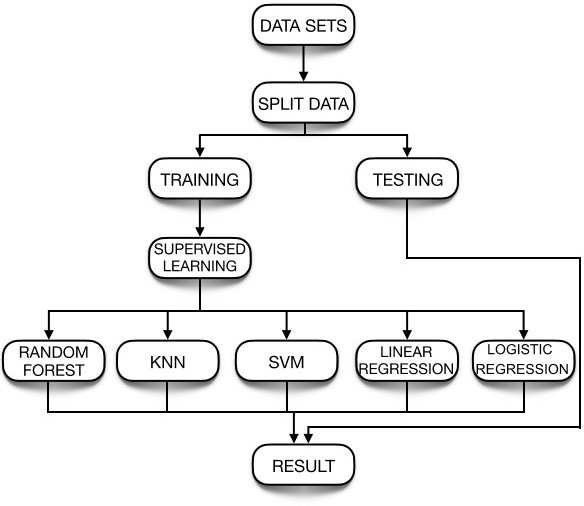 DATA SETS
SPLIT DATA
TRAINING
TESTING
SUPERVISED
LEARNING
RANDOM
FOREST
KNN
SVM
LINEAR
REGRESSION
LOGISTIC
REGRESSION
RESULT